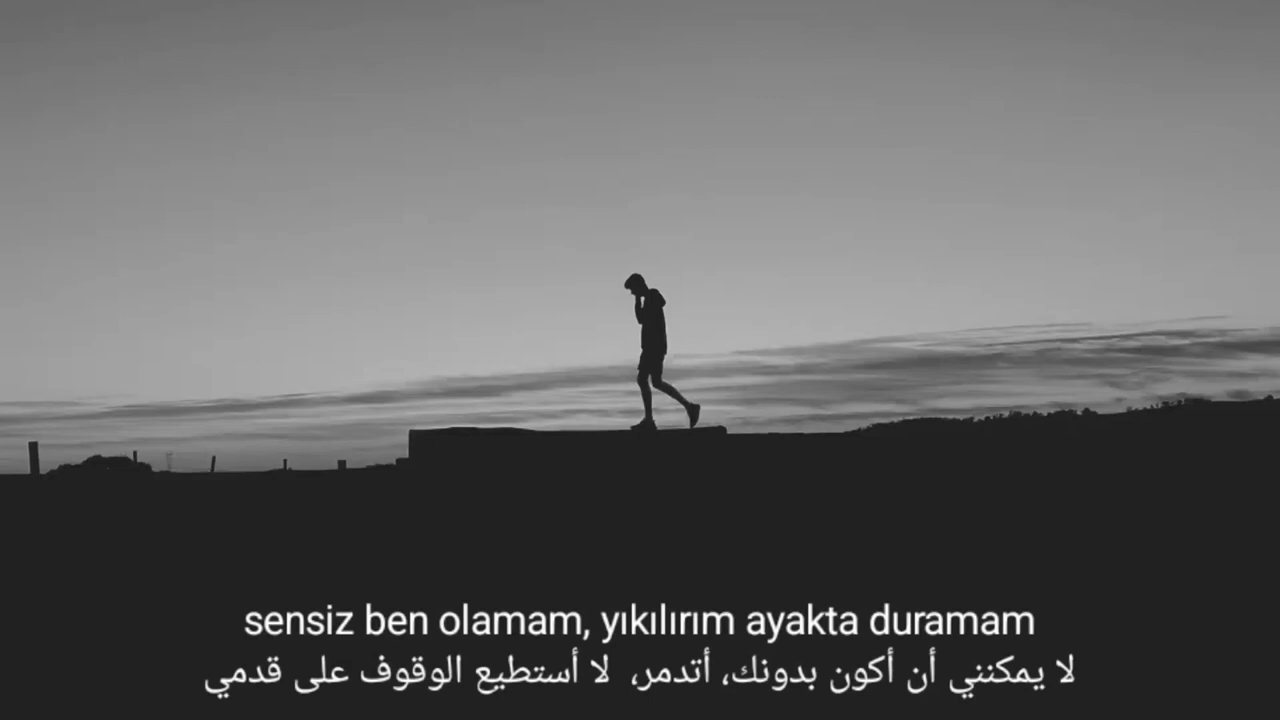 sensiz ben olamam, yıkılırım ayakta duramam
لا يمكنني أن أكون بدونك، أتدمر، لا أستطيع الوقوف على قدمي